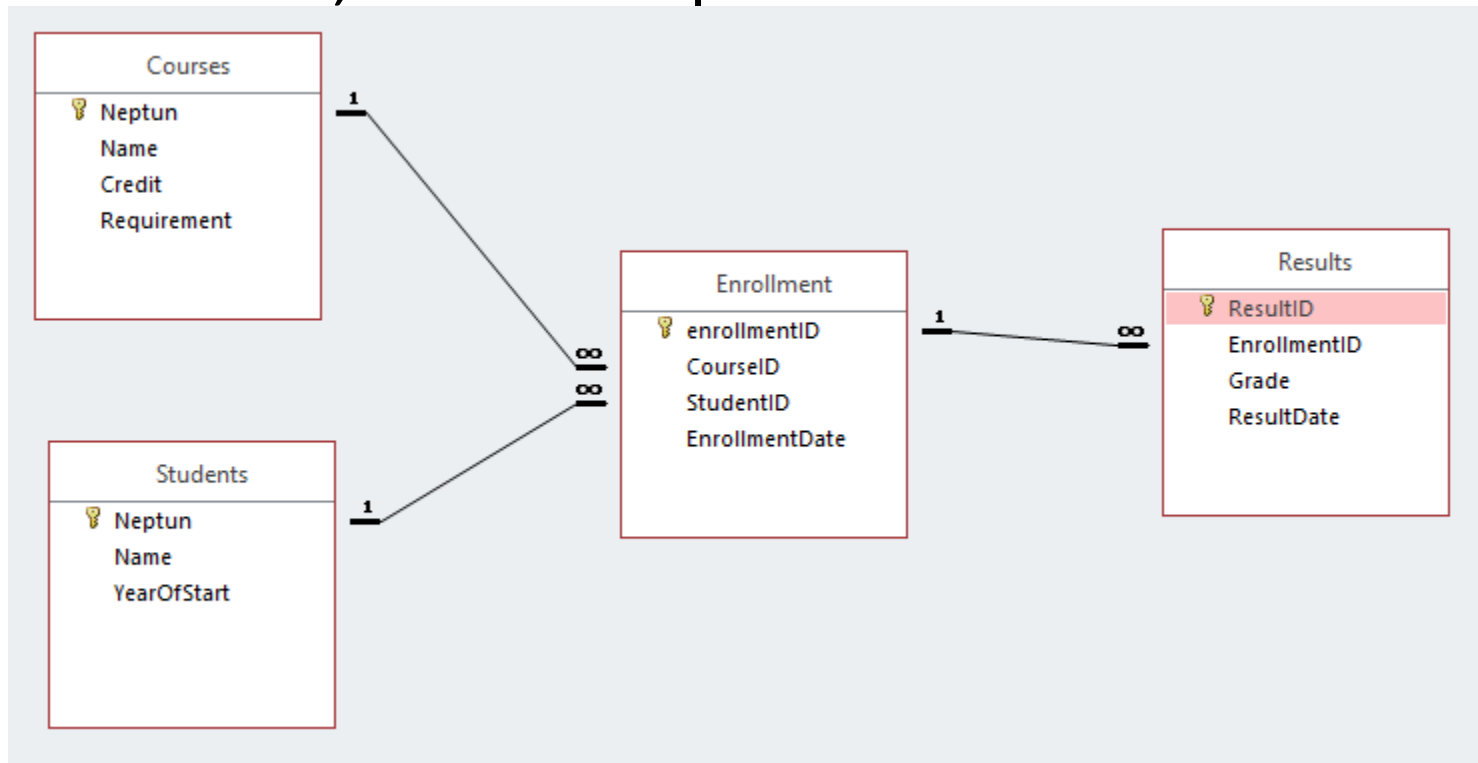 Courses
Neptun
Name
Credit
Requirement
1
∞
∞
Students
Neptun
Name
YearOfStart
1
Enrollment
enrollmentID
CourseID
StudentID
EnrollmentDate
1
∞
Results
ResultID
EnrollmentID
Grade
ResultDate